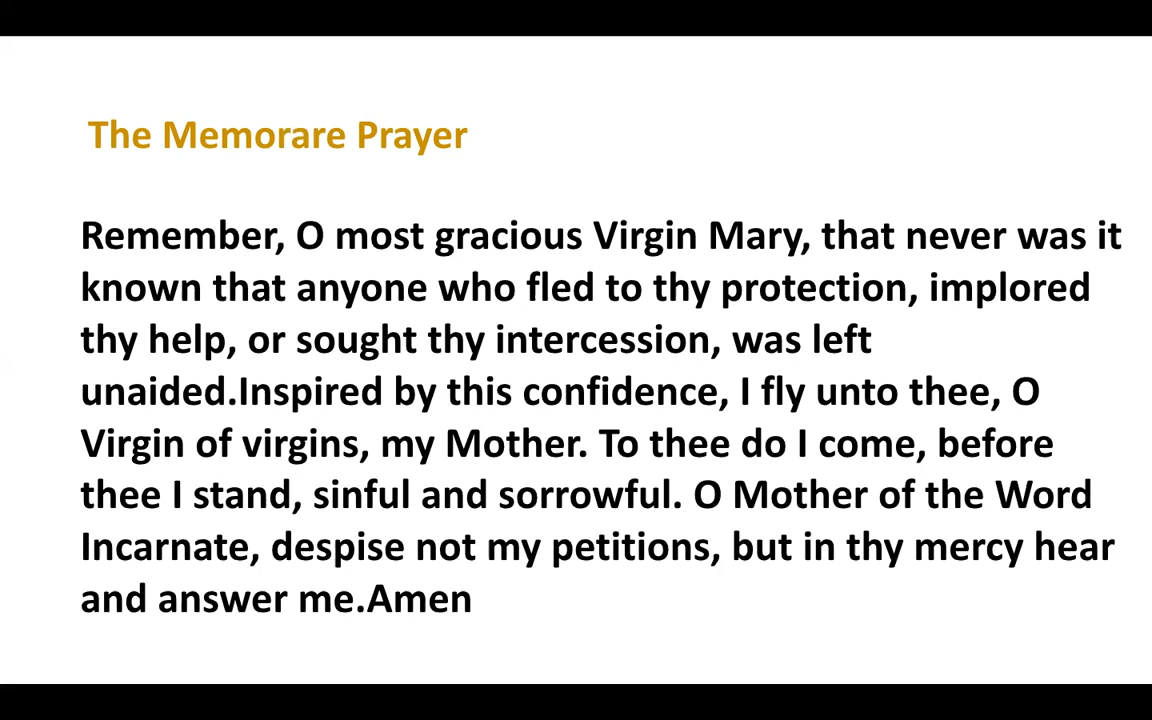 The Memorare Prayer
Remember, O most gracious Virgin Mary, that never was it
known that anyone who fled to thy protection, implored
thy help, or sought thy intercession, was left
unaided.Inspired by this confidence, I fly unto thee, O
Virgin of virgins, my Mother. To thee do I come, before
thee I stand, sinful and sorrowful. O Mother of the Word
Incarnate, despise not my petitions, but in thy mercy hear
and answer me.Amen